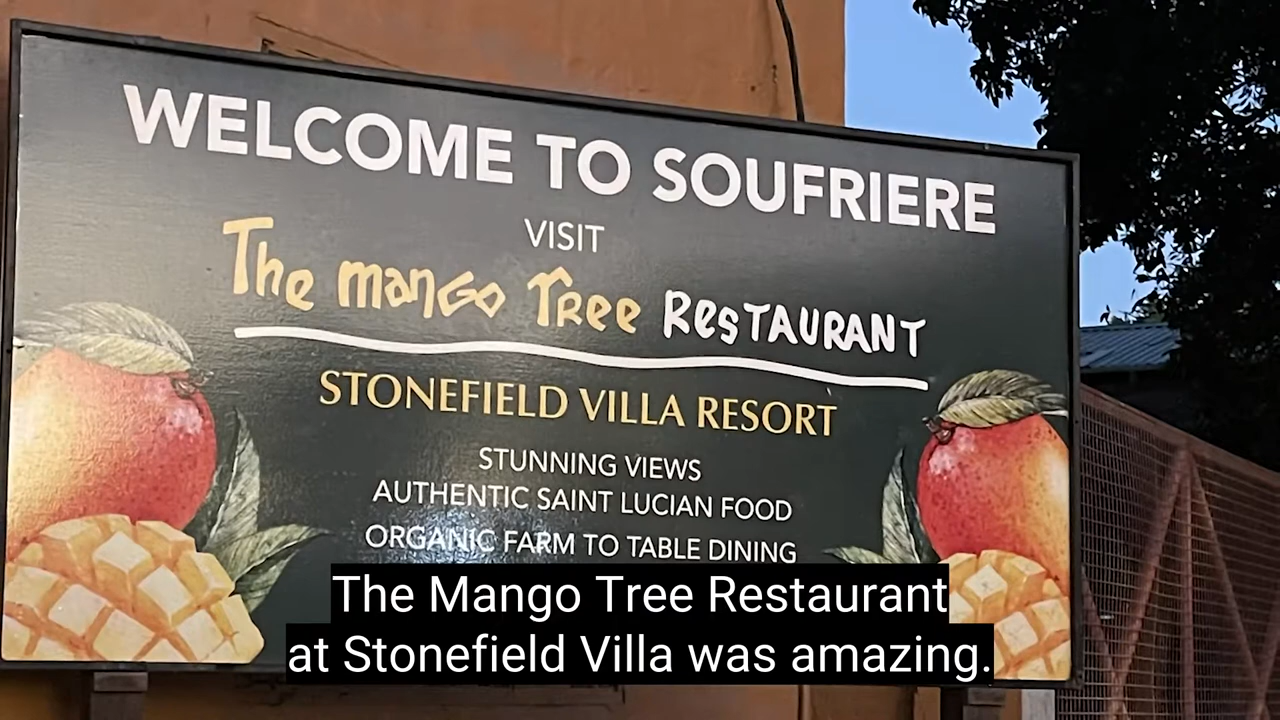 WELCOME TO SOUFRIERE
VISIT
The mango Tree RESTAURANT
STONEFIELD VILLA RESORT
STUNNING VIEWS
AUTHENTIC SAINT LUCIAN FOOD
ORGANIC FARM TO TABLE DINING
The Mango Tree Restaurant
at Stonefield Villa was amazing.